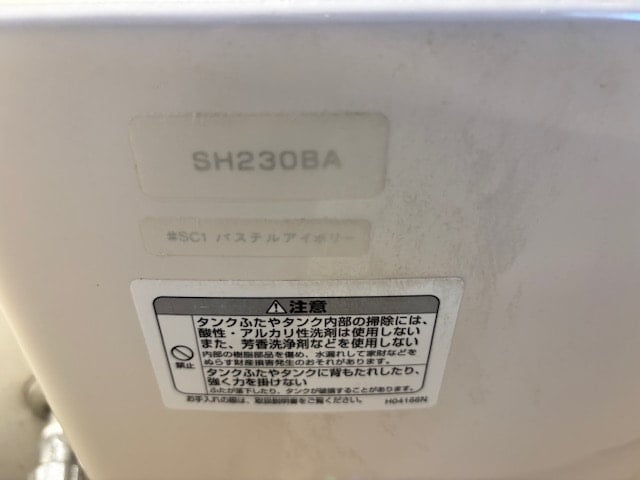 SH230BA
#SC1 パステルアイボリー
⚠注意
タンクふたやタンク内部の掃除には、
酸性・アルカリ性洗剤は使用しない
また、芳香洗浄剤などを使用しない
内部の樹脂部品を傷め、水漏れして家財などを
ぬらす財産損害発生のおそれがあります。
禁止
タンクふたやタンクに背もたれしたり、
強く力を掛けない
ふたが落下したり、タンクが破損することがあります。
お手入れの際は、取扱説明書をご覧ください。 H04166N